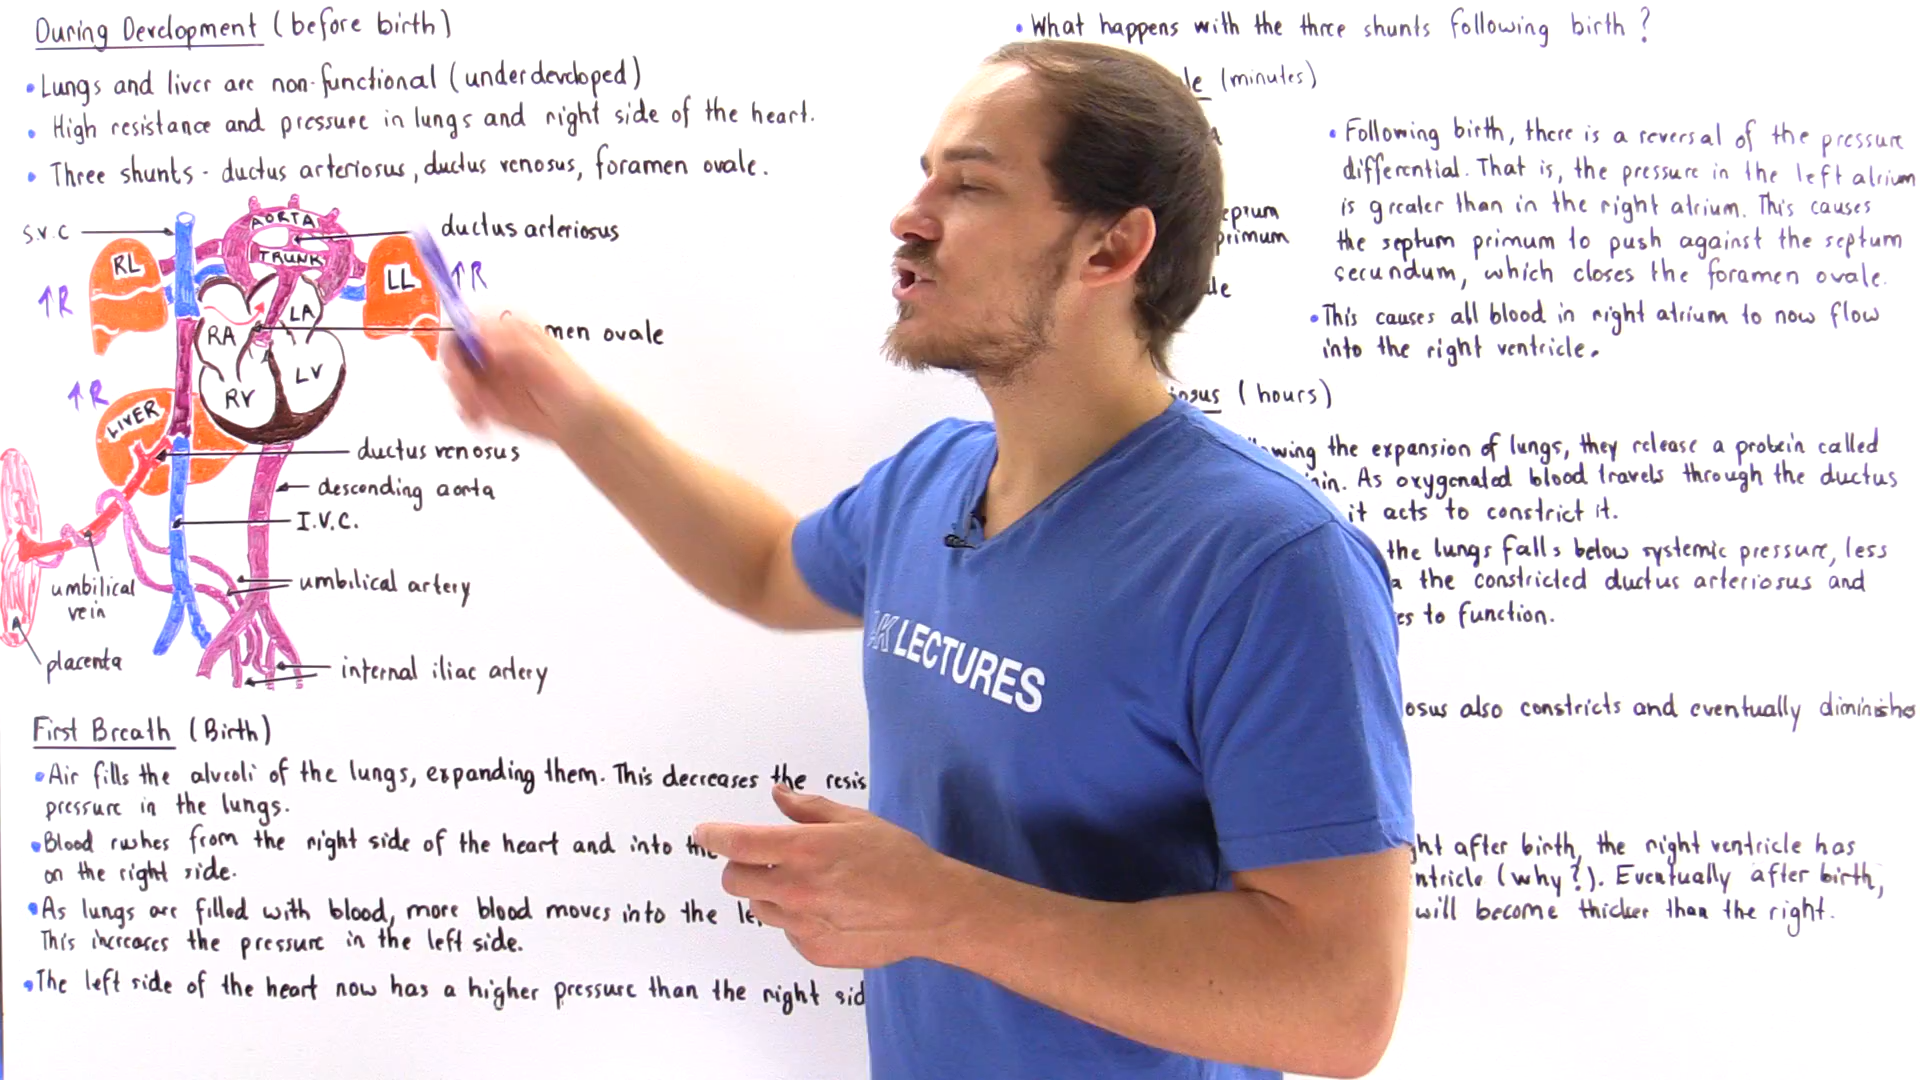 During Development (before birth)
• Lungs and liver are non-functional (underdeveloped)
• High resistance and pressure in lungs and right side of the heart.
• Three shunts - ductus arteriosus, ductus venosus, foramen ovale.
S.V.C
AORTA
TRUNK
ductus arteriosus
RL
LL
↑R
↑R
RA
LA
men ovale
RV
LV
↑R
LIVER
ductus venosus
descending aorta
I.V.C.
umbilical artery
umbilical
vein
placenta
internal iliac artery
First Breath (Birth)
• Air fills the alveoli of the lungs, expanding them. This decreases the resis
pressure in the lungs.
• Blood rushes from the right side of the heart and into the
on the right side.
• As lungs are filled with blood, more blood moves into the le
This increases the pressure in the left side.
• The left side of the heart now has a higher pressure than the right sid
• What happens with the three shunts following birth?
le (minutes)
eptum
primum
le
• Following birth, there is a reversal of the pressure
differential. That is, the pressure in the left atrium
is greater than in the right atrium. This causes
the septum primum to push against the septum
secundum, which closes the foramen ovale.
• This causes all blood in right atrium to now flow
into the right ventricle.
iosus (hours)
wing the expansion of lungs, they release a protein called
nin. As oxygenated blood travels through the ductus
it acts to constrict it.
the lungs falls below systemic pressure, less
a the constricted ductus arteriosus and
es to function.
osus also constricts and eventually diminishe
ght after birth, the right ventricle has
ntricle (why?). Eventually after birth,
will become thicker than the right.
AK LECTURES